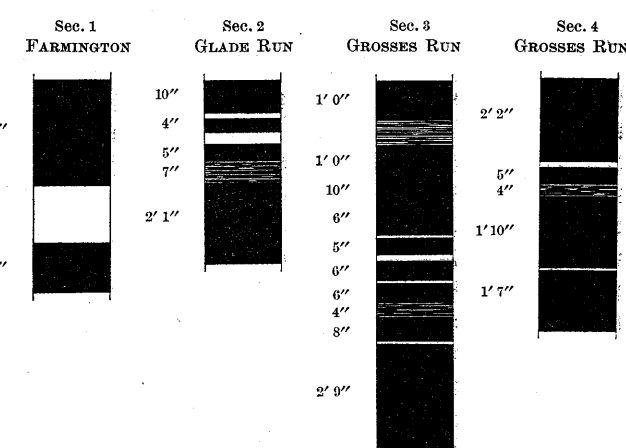 Sec. 1
FARMINGTON
″
″
Sec. 2
GLADE RUN
10″
4″
5″
7″
2′ 1″
Sec. 3
GROSSES RUN
1′ 0″
1′ 0″
10″
6″
5″
6″
6″
4″
8″
2′ 9″
Sec. 4
GROSSES RUN
2′ 2″
5″
4″
1′ 10″
1′ 7″